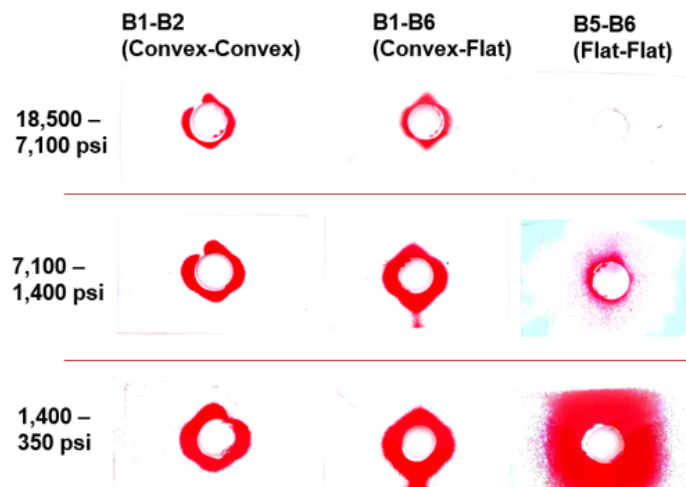 B1-B2
(Convex-Convex)
B1-B6
(Convex-Flat)
B5-B6
(Flat-Flat)
18,500 –
7,100 psi
7,100 –
1,400 psi
1,400 –
350 psi